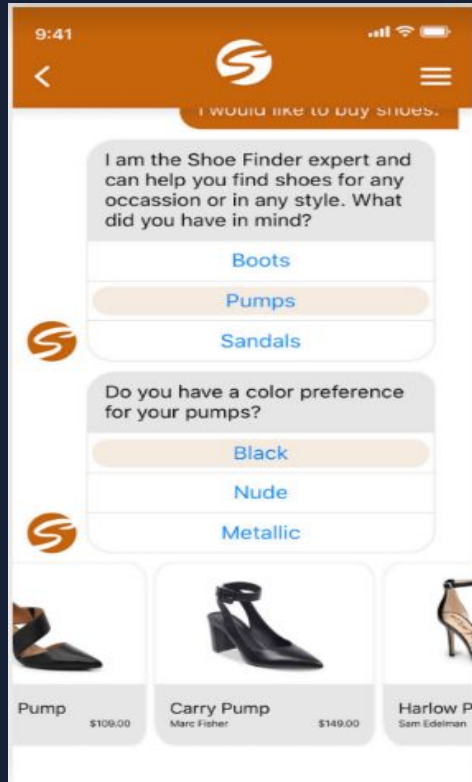 9:41
I would like to buy shoes.
I am the Shoe Finder expert and
can help you find shoes for any
occassion or in any style. What
did you have in mind?
Boots
Pumps
Sandals
Do you have a color preference
for your pumps?
Black
Nude
Metallic
Pump
$109.00
Carry Pump
Marc Fisher
$149.00
Harlow P
Sam Edelman